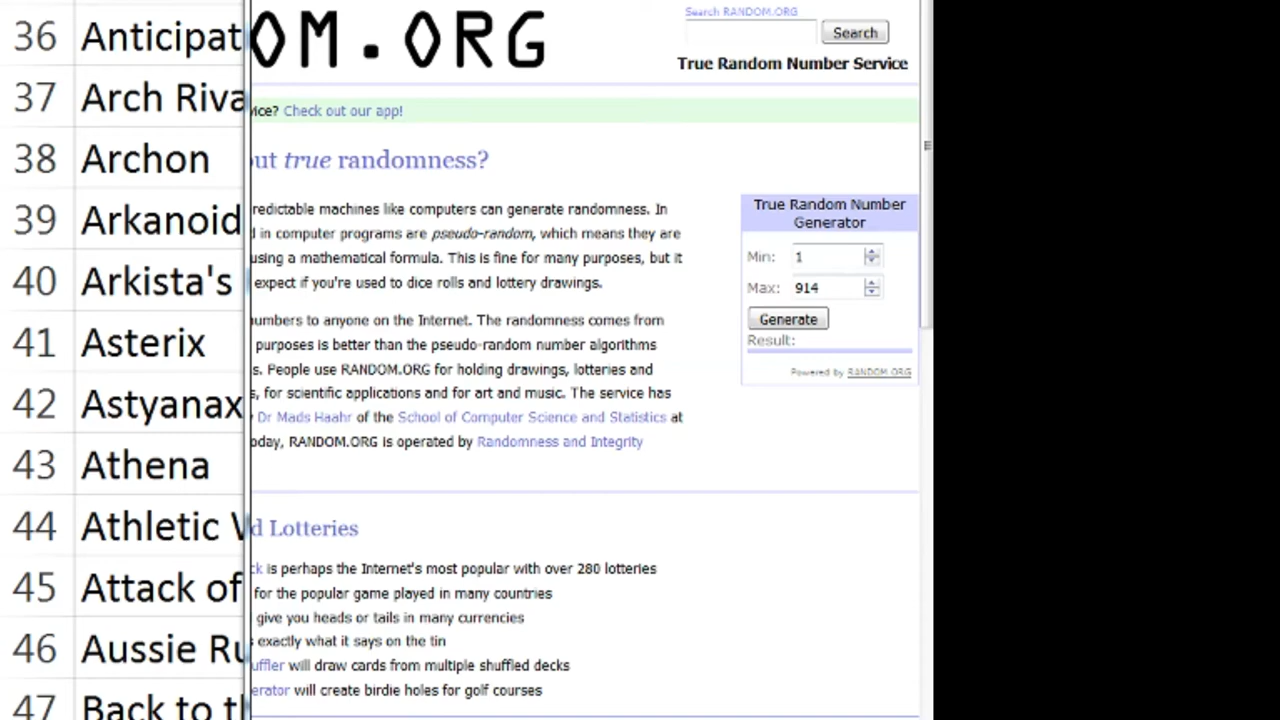 36 Anticipat
37 Arch Riva
38 Archon
39 Arkanoid
40 Arkista's
41 Asterix
42 Astyanax
43 Athena
44 Athletic W
45 Attack of
46 Aussie Ru
47 Back to th
OM.ORG
Search RANDOM.ORG
Search
True Random Number Service
vice? Check out our app!
out true randomness?
redictable machines like computers can generate randomness. In
d in computer programs are pseudo-random, which means they are
using a mathematical formula. This is fine for many purposes, but it
expect if you're used to dice rolls and lottery drawings.
numbers to anyone on the Internet. The randomness comes from
purposes is better than the pseudo-random number algorithms
s. People use RANDOM.ORG for holding drawings, lotteries and
s, for scientific applications and for art and music. The service has
Dr Mads Haahr of the School of Computer Science and Statistics at
oday, RANDOM.ORG is operated by Randomness and Integrity
True Random Number
Generator
Min: 1
Max: 914
Generate
Result:
Powered by RANDOM.ORG
d Lotteries
ck is perhaps the Internet's most popular with over 280 lotteries
for the popular game played in many countries
give you heads or tails in many currencies
s exactly what it says on the tin
uffler will draw cards from multiple shuffled decks
erator will create birdie holes for golf courses